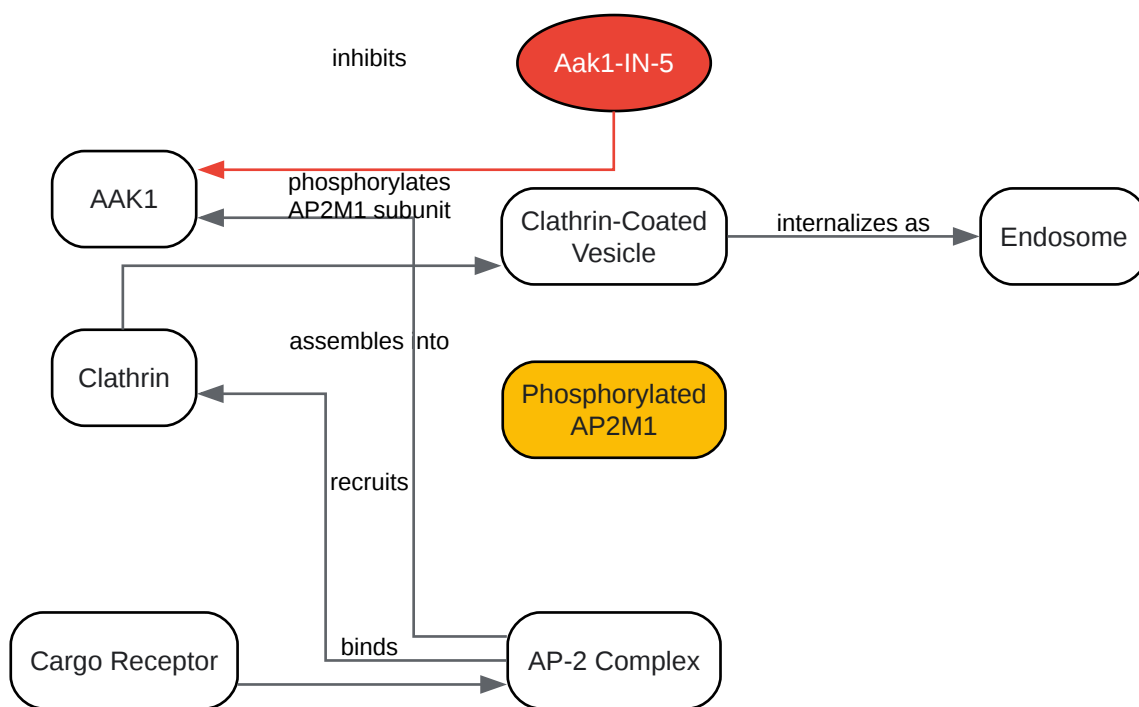 inhibits
Aak1-IN-5
AAK1
phosphorylates
AP2M1 subunit
Clathrin-Coated
Vesicle
internalizes as
Endosome
assembles into
Clathrin
Phosphorylated
AP2M1
recruits
Cargo Receptor
binds
AP-2 Complex